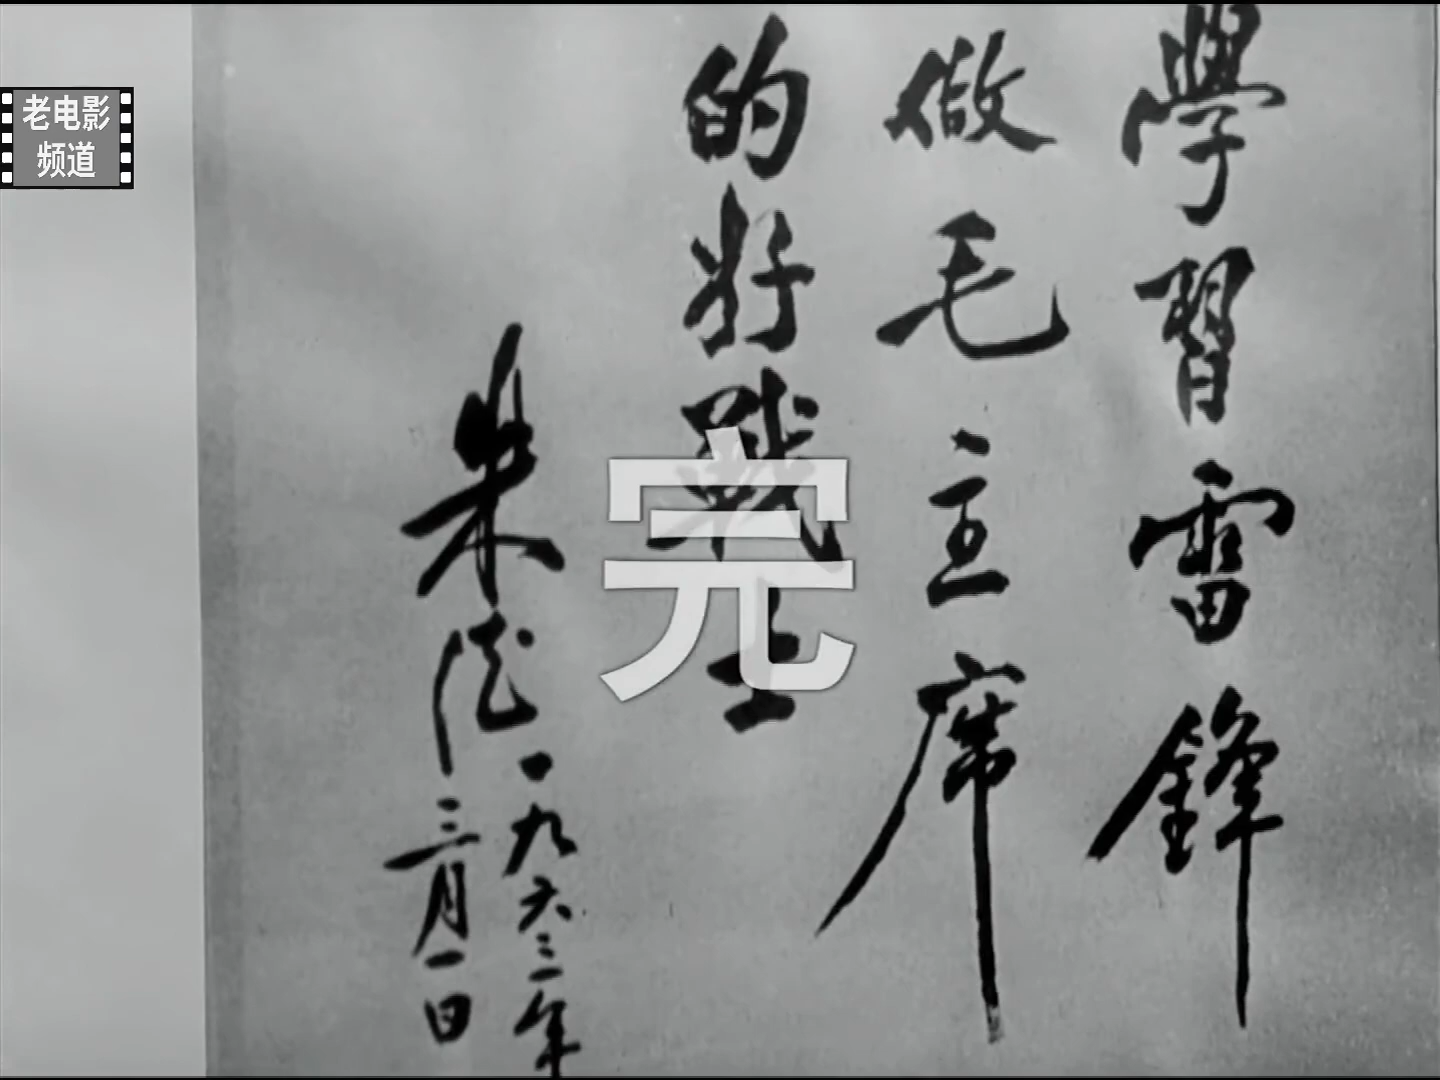 老电影
频道
學習雷鋒
做毛主席
的好戰士
朱德
一九六三年
三月一日
完